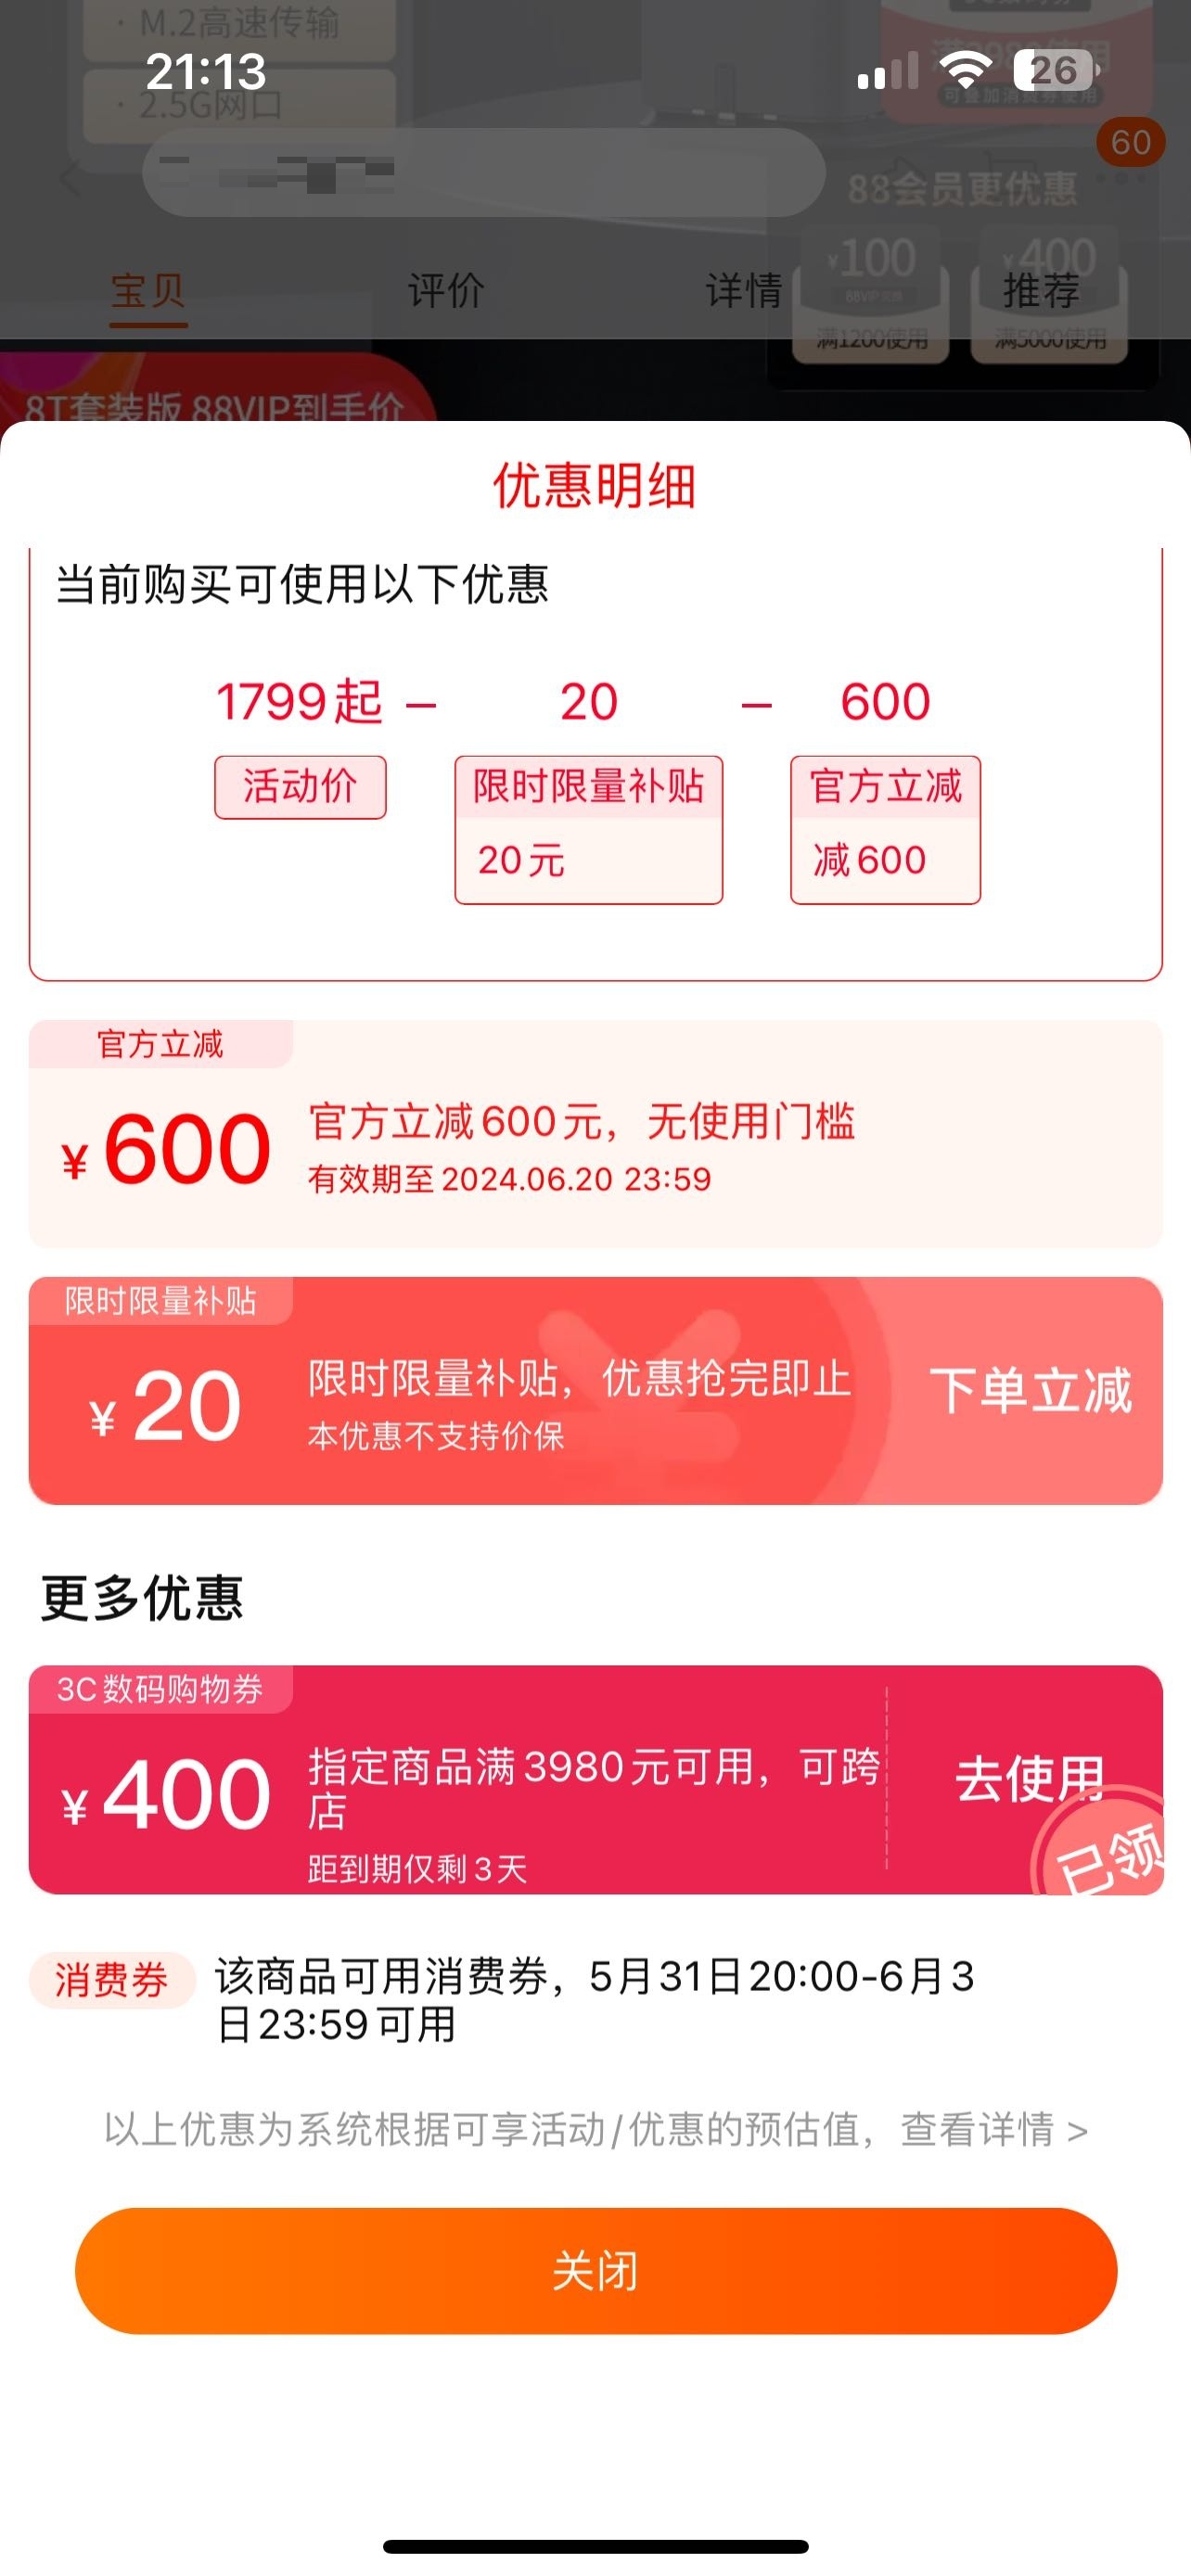 · M.2高速传输
· 2.5G网口
21:13
26
可叠加消费券使用
60
88会员更优惠
¥100
¥400
宝贝
评价
详情
推荐
满1200使用
满5000使用
8T套装版 88VIP到手价
优惠明细
当前购买可使用以下优惠
1799起 – 20 – 600
活动价
限时限量补贴
官方立减
20元
减600
官方立减
¥600
官方立减600元，无使用门槛
有效期至2024.06.20 23:59
限时限量补贴
¥20
限时限量补贴，优惠抢完即止
本优惠不支持价保
下单立减
更多优惠
3C数码购物券
¥400
指定商品满3980元可用，可跨
店
距到期仅剩3天
去使用
已领
消费券
该商品可用消费券，5月31日20:00-6月3
日23:59可用
以上优惠为系统根据可享活动/优惠的预估值，查看详情 >
关闭